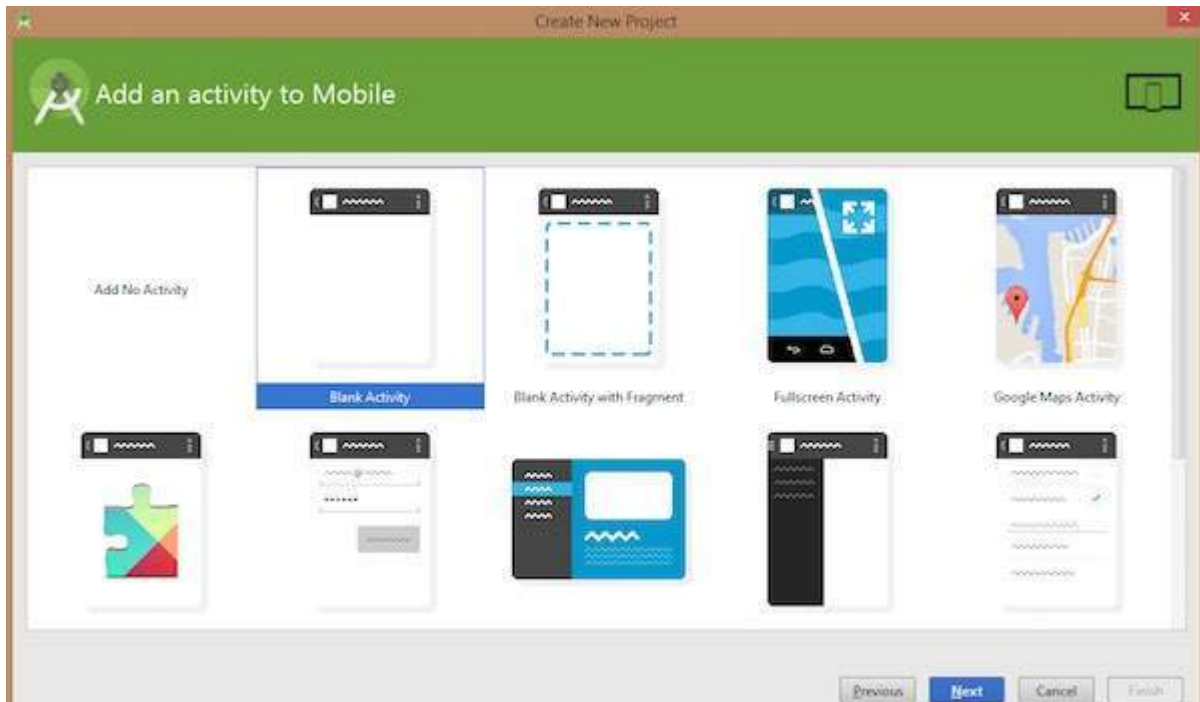 Create New Project
Add an activity to Mobile
Add No Activity
Blank Activity
Blank Activity with Fragment
Fullscreen Activity
Google Maps Activity
Previous
Next
Cancel
Finish